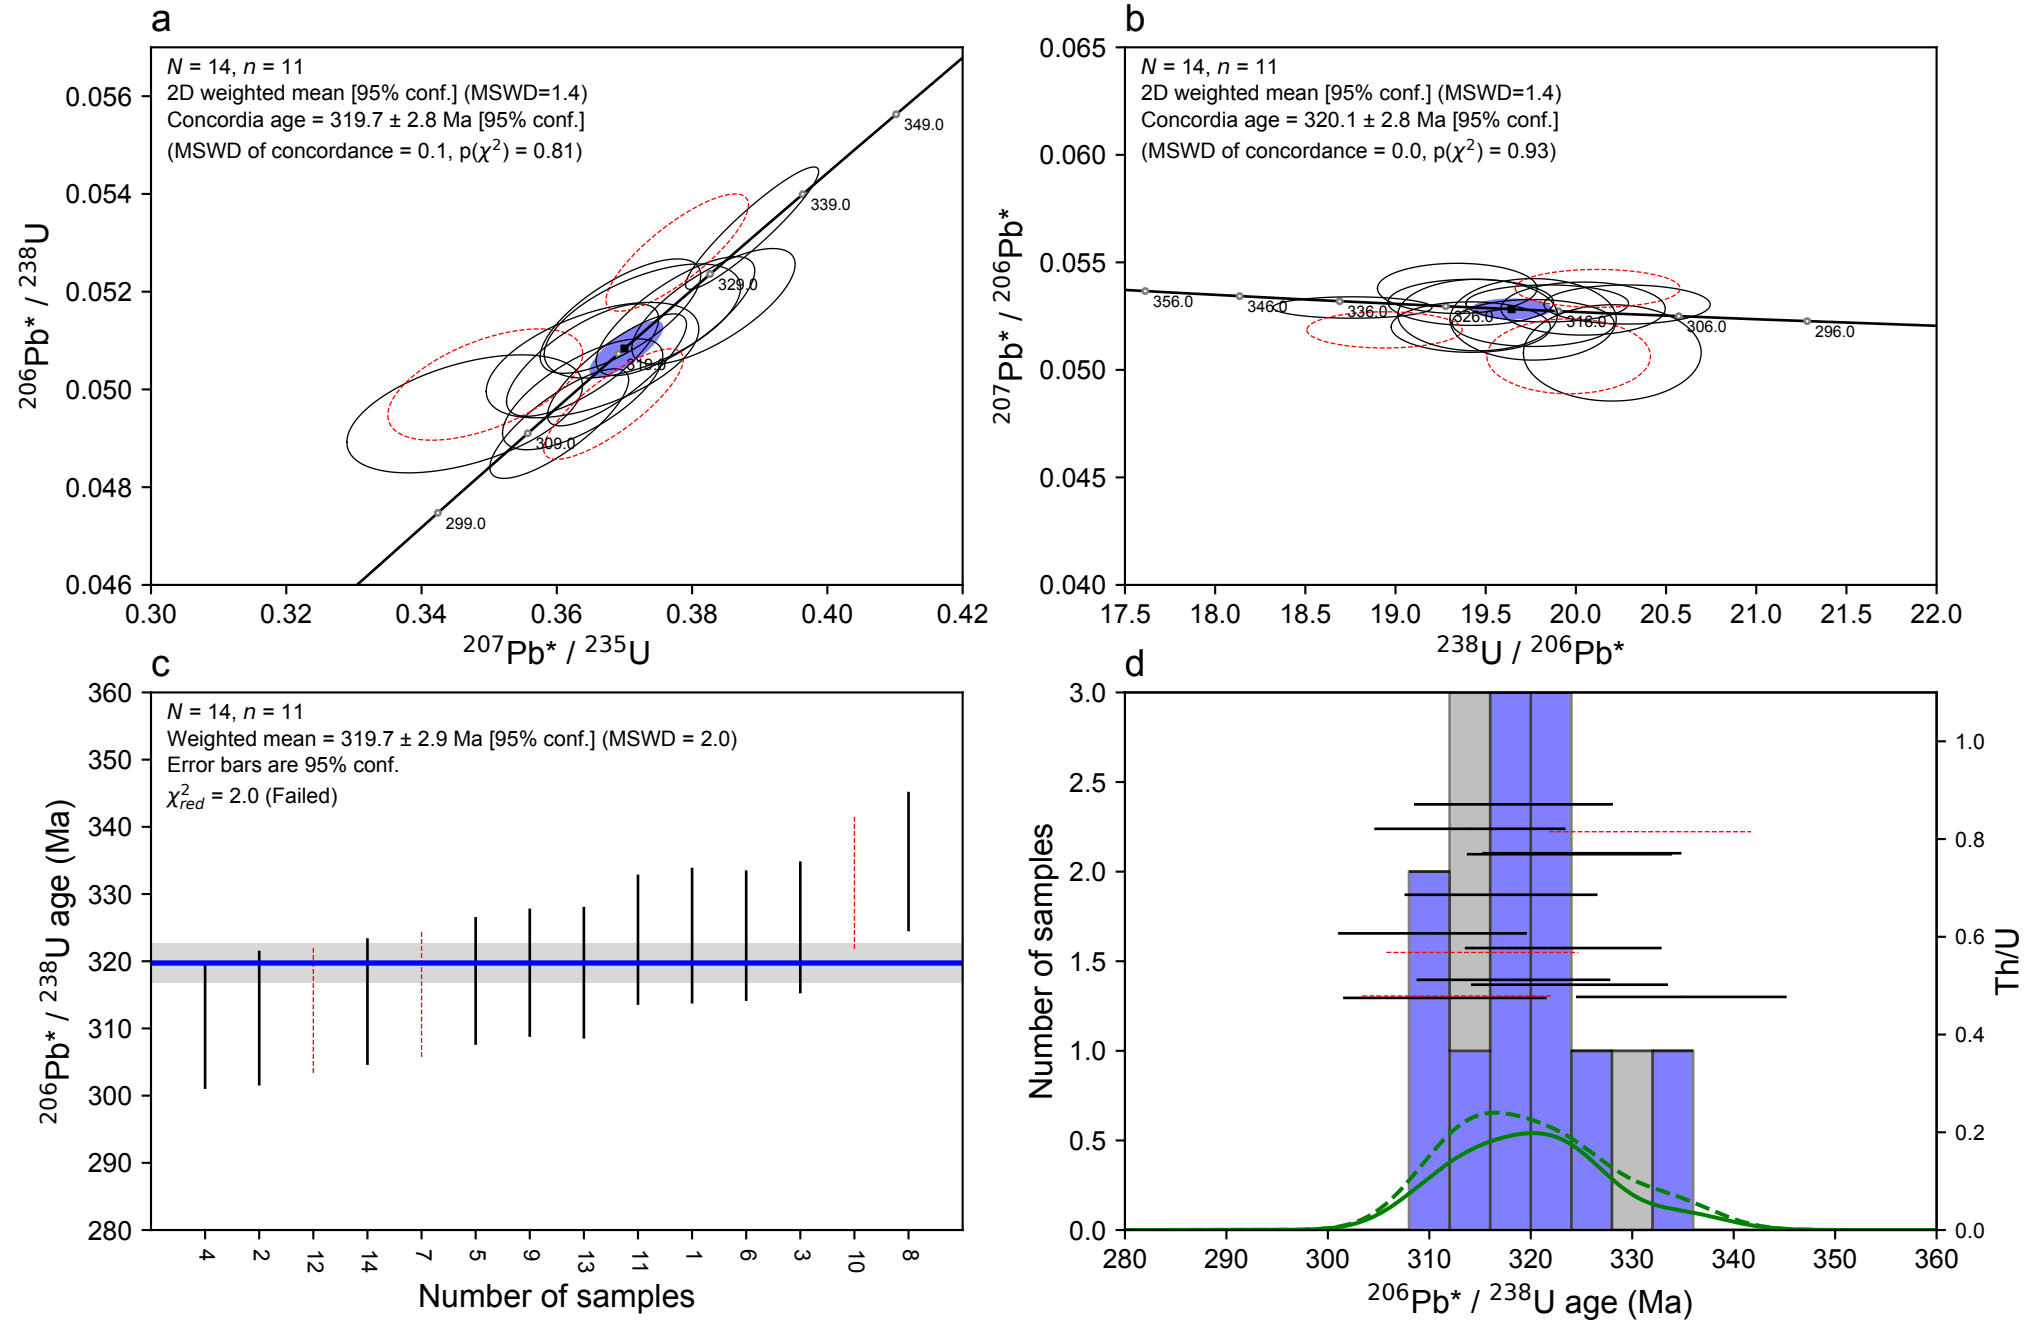 a
N = 14, n = 11
2D weighted mean [95% conf.] (MSWD=1.4)
Concordia age = 319.7 ± 2.8 Ma [95% conf.]
(MSWD of concordance = 0.1, p(χ²) = 0.81)
349.0
339.0
329.0
319.0
309.0
299.0
0.056
0.054
0.052
0.050
0.048
0.046
²⁰⁶Pb* / ²³⁸U
0.30 0.32 0.34 0.36 0.38 0.40 0.42
²⁰⁷Pb* / ²³⁵U
b
N = 14, n = 11
2D weighted mean [95% conf.] (MSWD=1.4)
Concordia age = 320.1 ± 2.8 Ma [95% conf.]
(MSWD of concordance = 0.0, p(χ²) = 0.93)
356.0 346.0 336.0 326.0 316.0 306.0 296.0
0.065
0.060
0.055
0.050
0.045
0.040
²⁰⁷Pb* / ²⁰⁶Pb*
17.5 18.0 18.5 19.0 19.5 20.0 20.5 21.0 21.5 22.0
²³⁸U / ²⁰⁶Pb*
c
N = 14, n = 11
Weighted mean = 319.7 ± 2.9 Ma [95% conf.] (MSWD = 2.0)
Error bars are 95% conf.
χ²red = 2.0 (Failed)
360
350
340
330
320
310
300
290
280
²⁰⁶Pb* / ²³⁸U age (Ma)
4 2 12 14 7 5 9 13 11 1 6 3 10 8
Number of samples
d
3.0
2.5
2.0
1.5
1.0
0.5
0.0
Number of samples
1.0
0.8
0.6
0.4
0.2
0.0
Th/U
280 290 300 310 320 330 340 350 360
²⁰⁶Pb* / ²³⁸U age (Ma)